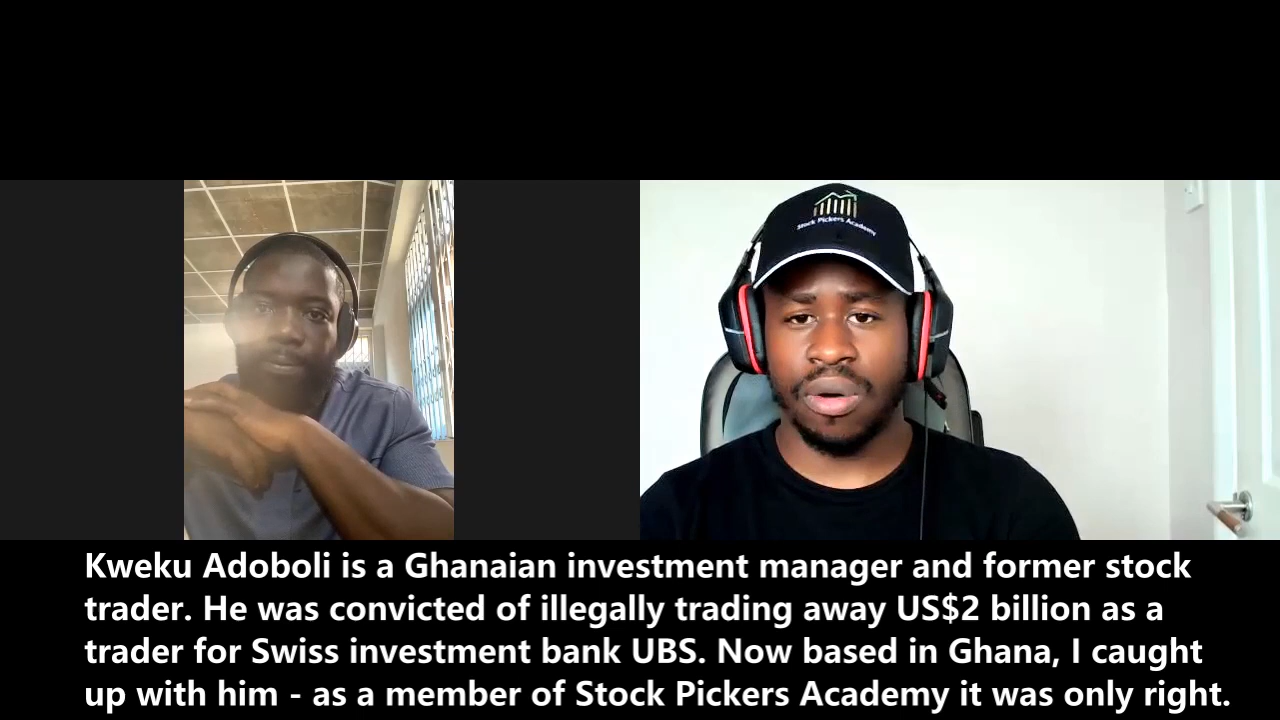 Stock Pickers Academy
Kweku Adoboli is a Ghanaian investment manager and former stock
trader. He was convicted of illegally trading away US$2 billion as a
trader for Swiss investment bank UBS. Now based in Ghana, I caught
up with him - as a member of Stock Pickers Academy it was only right.